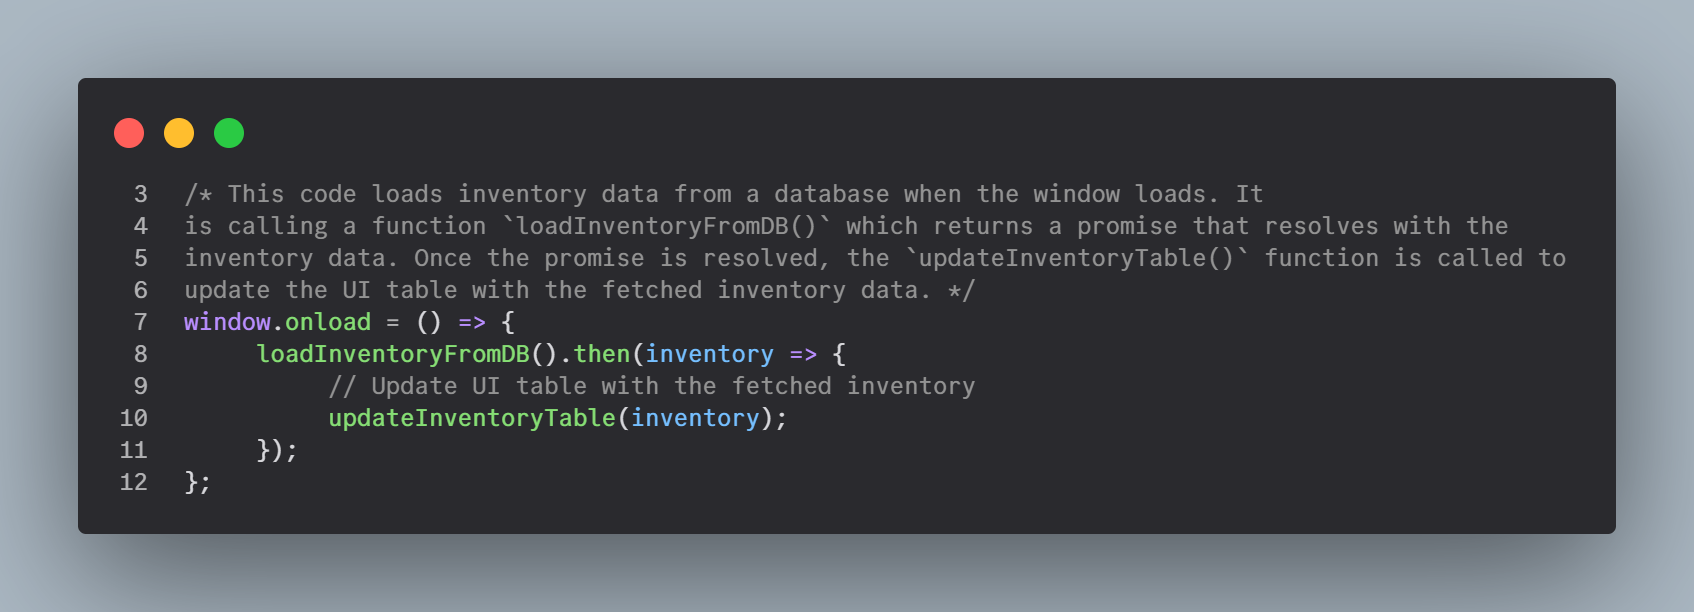 3 /* This code loads inventory data from a database when the window loads. It
4 is calling a function `loadInventoryFromDB()` which returns a promise that resolves with the
5 inventory data. Once the promise is resolved, the `updateInventoryTable()` function is called to
6 update the UI table with the fetched inventory data. */
7 window.onload = () => {
8      loadInventoryFromDB().then(inventory => {
9           // Update UI table with the fetched inventory
10           updateInventoryTable(inventory);
11      });
12 };